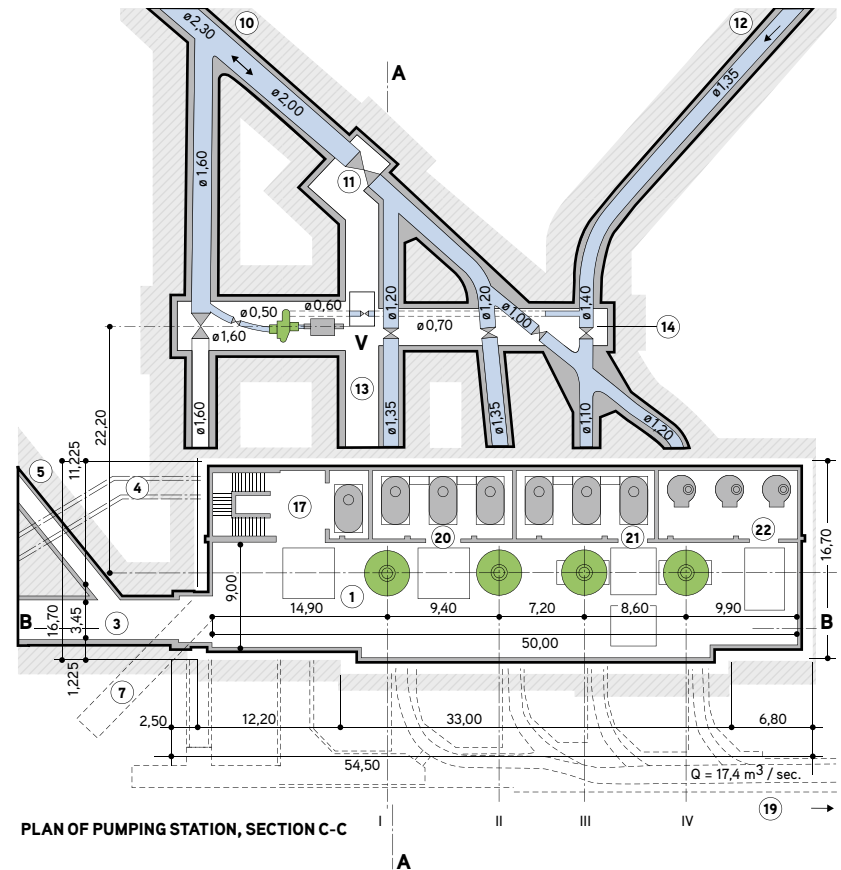 10
12
ø2,30
A
ø2,00
ø1,35
ø1,60
11
ø0,60
ø0,50
ø1,20
ø1,20
ø1,00
ø1,40
ø0,70
14
ø1,60
V
13
22,20
ø1,60
ø1,35
ø1,35
ø1,10
ø1,20
5
11,225
4
17
20
21
22
16,70
9,00
1
14,90
9,40
7,20
8,60
9,90
B
3
16,70
3,45
B
50,00
1,225
7
2,50
12,20
33,00
6,80
54,50
Q = 17,4 m³ / sec.
19
I
II
III
IV
PLAN OF PUMPING STATION, SECTION C-C
A